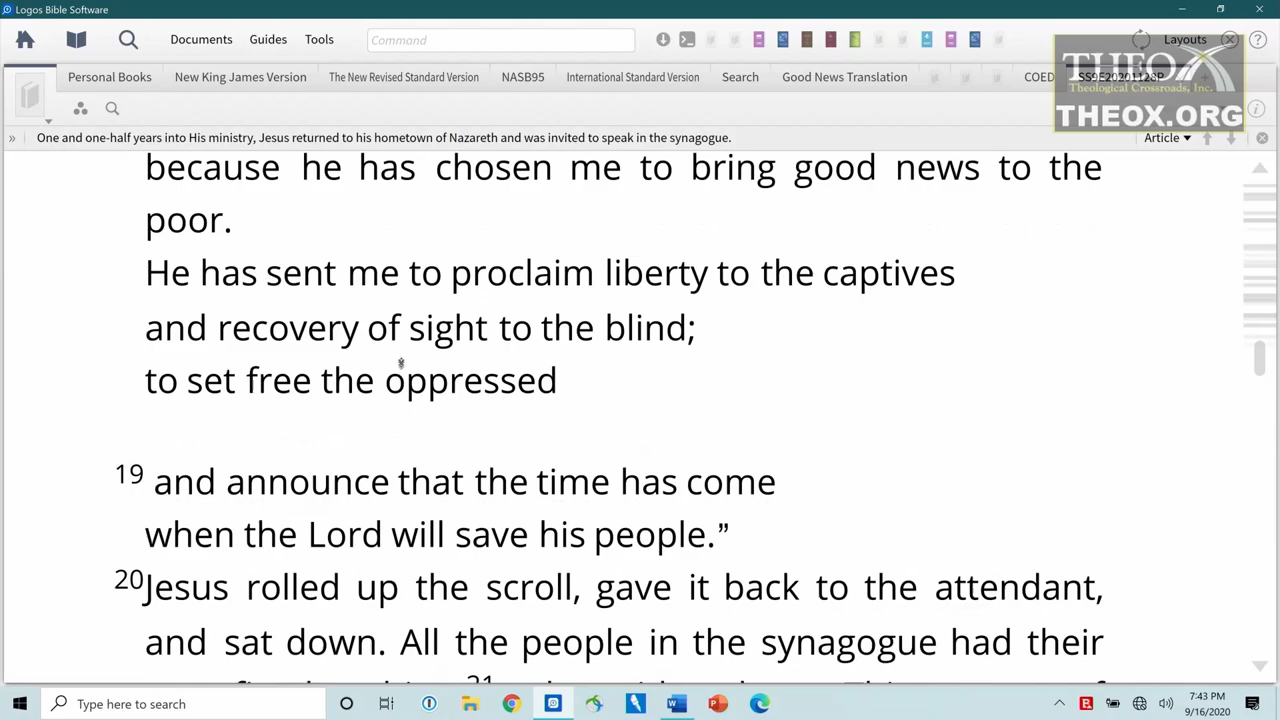 Logos Bible Software
Documents Guides Tools Command Layouts
Personal Books New King James Version The New Revised Standard Version NASB95 International Standard Version Search Good News Translation COED SS9E20201128P
THEOX
Theological Crossroads, Inc.
THEOX.ORG
» One and one-half years into His ministry, Jesus returned to his hometown of Nazareth and was invited to speak in the synagogue. Article
because he has chosen me to bring good news to the
poor.
He has sent me to proclaim liberty to the captives
and recovery of sight to the blind;
to set free the oppressed
19 and announce that the time has come
when the Lord will save his people.”
20Jesus rolled up the scroll, gave it back to the attendant,
and sat down. All the people in the synagogue had their
21
Type here to search
7:43 PM
9/16/2020